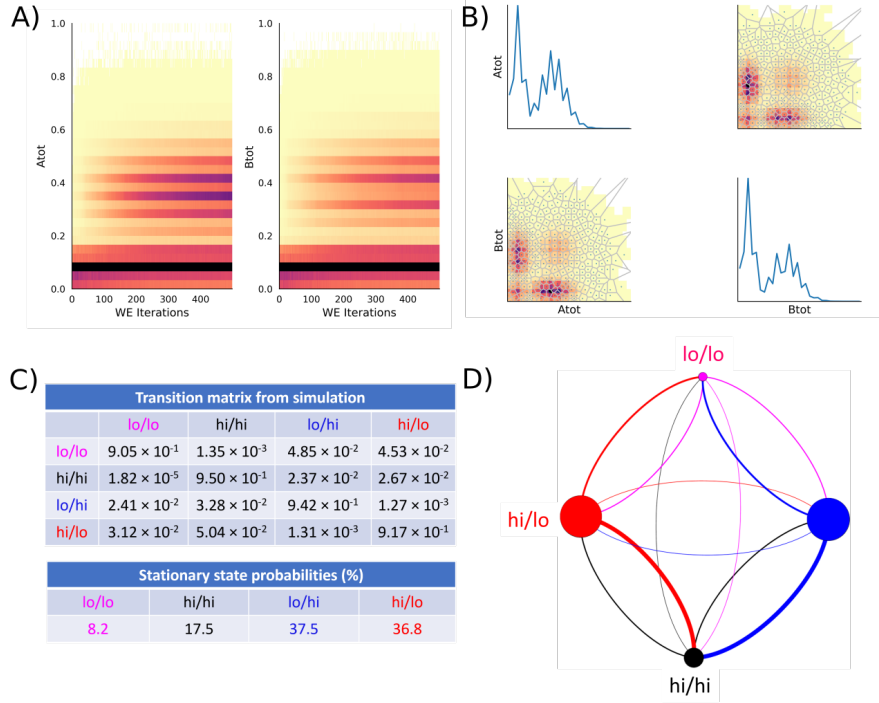 A)
Atot
1.0
0.8
0.6
0.4
0.2
0.0
0 100 200 300 400
WE Iterations
Btot
1.0
0.8
0.6
0.4
0.2
0.0
0 100 200 300 400
WE Iterations
B)
Atot
Btot
Atot
Btot
C)
Transition matrix from simulation
lo/lo hi/hi lo/hi hi/lo
lo/lo 9.05 × 10⁻¹ 1.35 × 10⁻³ 4.85 × 10⁻² 4.53 × 10⁻²
hi/hi 1.82 × 10⁻⁵ 9.50 × 10⁻¹ 2.37 × 10⁻² 2.67 × 10⁻²
lo/hi 2.41 × 10⁻² 3.28 × 10⁻² 9.42 × 10⁻¹ 1.27 × 10⁻³
hi/lo 3.12 × 10⁻² 5.04 × 10⁻² 1.31 × 10⁻³ 9.17 × 10⁻¹
Stationary state probabilities (%)
lo/lo hi/hi lo/hi hi/lo
8.2 17.5 37.5 36.8
D)
lo/lo
hi/lo
hi/hi